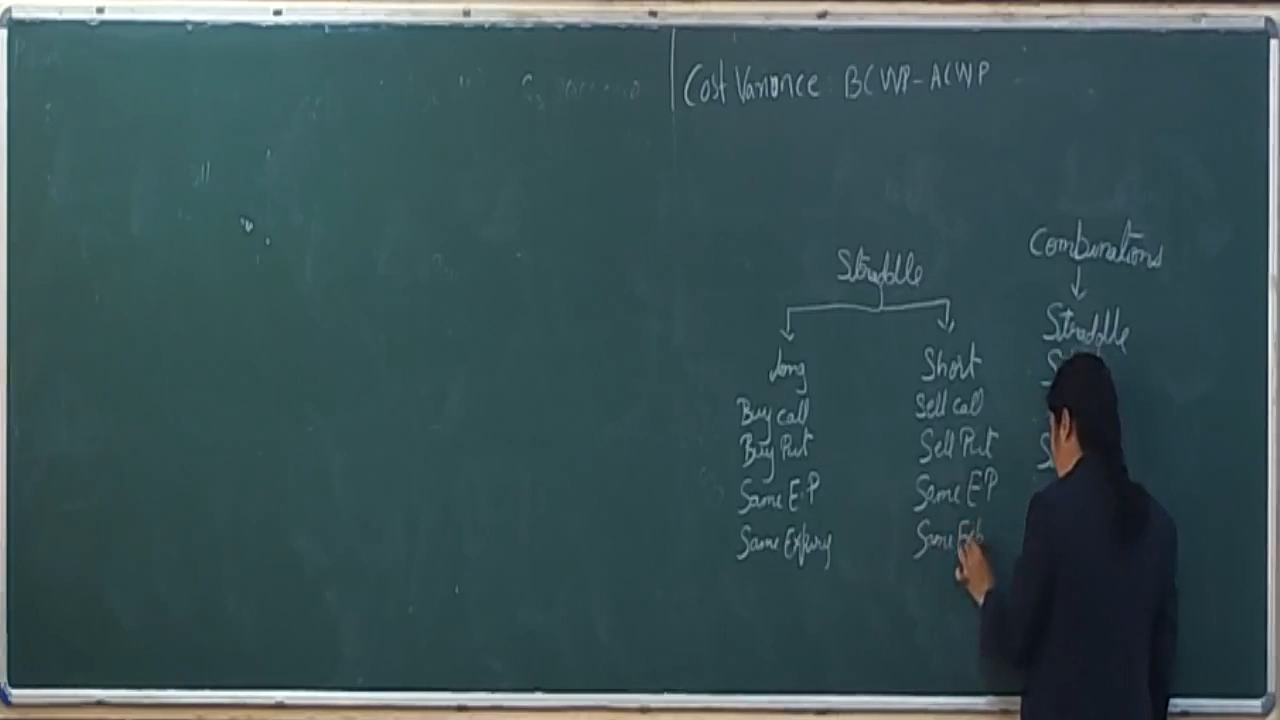 Cost Variance: BCWP-ACWP
Combinations
Straddle
Straddle
Long
Buy call
Buy Put
Same E.P
Same Expiry
Short
Sell call
Sell Put
Same EP
Same Exp